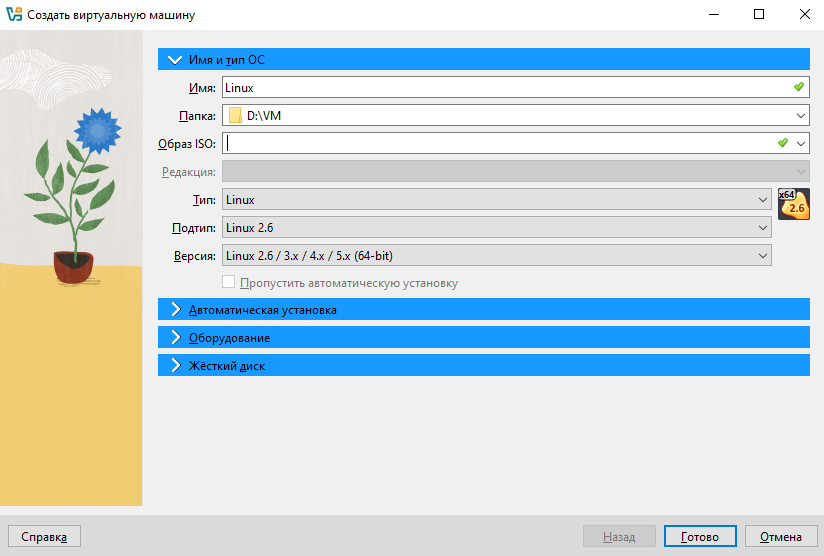 Создать виртуальную машину
Имя и тип ОС
Имя: Linux
Папка: D:\VM
Образ ISO:
Редакция:
Тип: Linux
x64
2.6
Подтип: Linux 2.6
Версия: Linux 2.6 / 3.x / 4.x / 5.x (64-bit)
Пропустить автоматическую установку
Автоматическая установка
Оборудование
Жёсткий диск
Справка Назад Готово Отмена